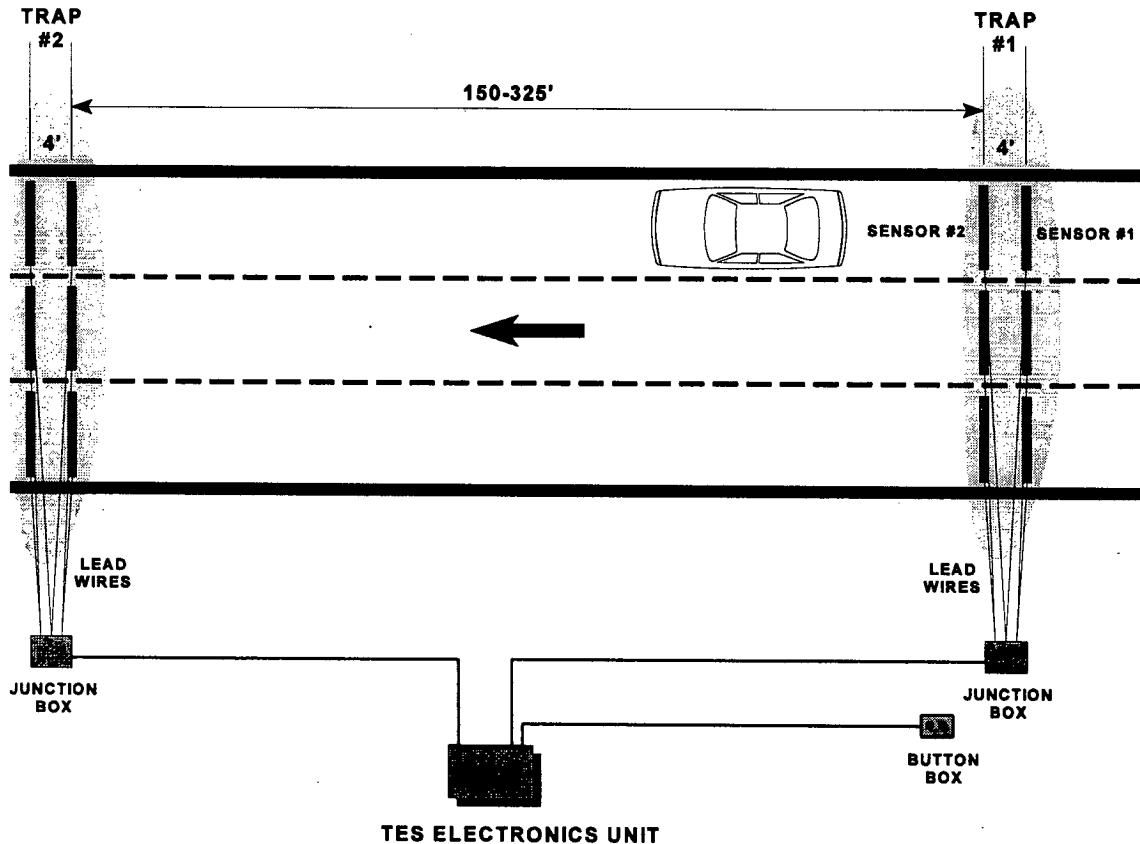 TRAP
#2
TRAP
#1
150-325'
4'
4'
SENSOR #2
SENSOR #1
LEAD
WIRES
LEAD
WIRES
JUNCTION
BOX
JUNCTION
BOX
BUTTON
BOX
TES ELECTRONICS UNIT